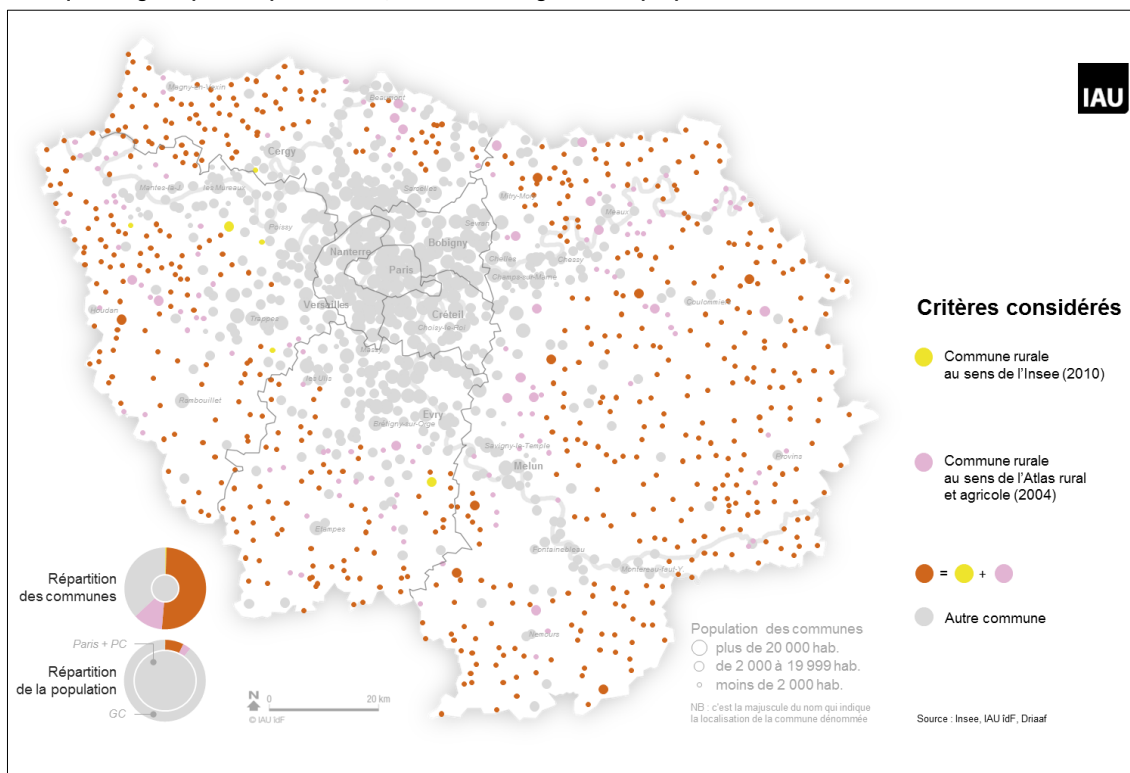 IAU
Magny-en-Vexin
Beaumont
Cergy
Mantes-la-J.
les Mureaux
Sarcelles
Mitry-Mory
Meaux
Poissy
Sevran
Nanterre
Bobigny
Chelles
Chessy
Paris
Champs-sur-Marne
Versailles
Créteil
Coulommiers
Houdan
Trappes
Choisy-le-Roi
Massy
les Ulis
Rambouillet
Evry
Brétigny-sur-Orge
Savigny-le-Temple
Melun
Provins
Etampes
Fontainebleau
Montereau-faut-Y.
Nemours
Critères considérés
Commune rurale
au sens de l'Insee (2010)
Commune rurale
au sens de l'Atlas rural
et agricole (2004)
= +
Autre commune
Répartition
des communes
Paris + PC
Répartition
de la population
GC
N
0 20 km
© IAU îdF
Population des communes
plus de 20 000 hab.
de 2 000 à 19 999 hab.
moins de 2 000 hab.
NB : c'est la majuscule du nom qui indique
la localisation de la commune dénommée
Source : Insee, IAU îdF, Driaaf